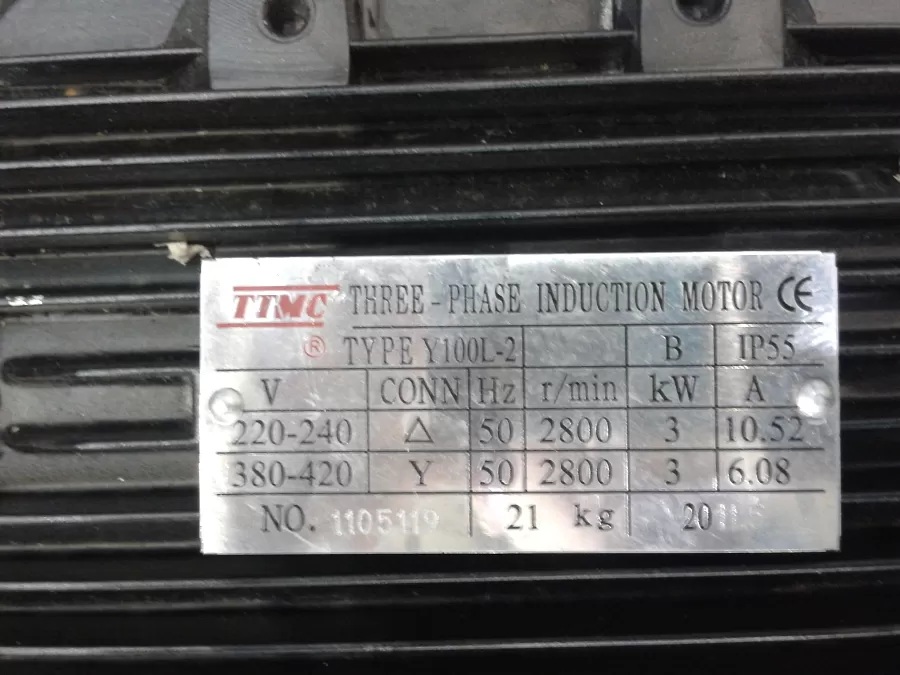 TTMC THREE-PHASE INDUCTION MOTOR CE
® TYPE Y100L-2 B IP55
V CONN Hz r/min kW A
220-240 △ 50 2800 3 10.52
380-420 Y 50 2800 3 6.08
NO. 1105119 21 kg 20